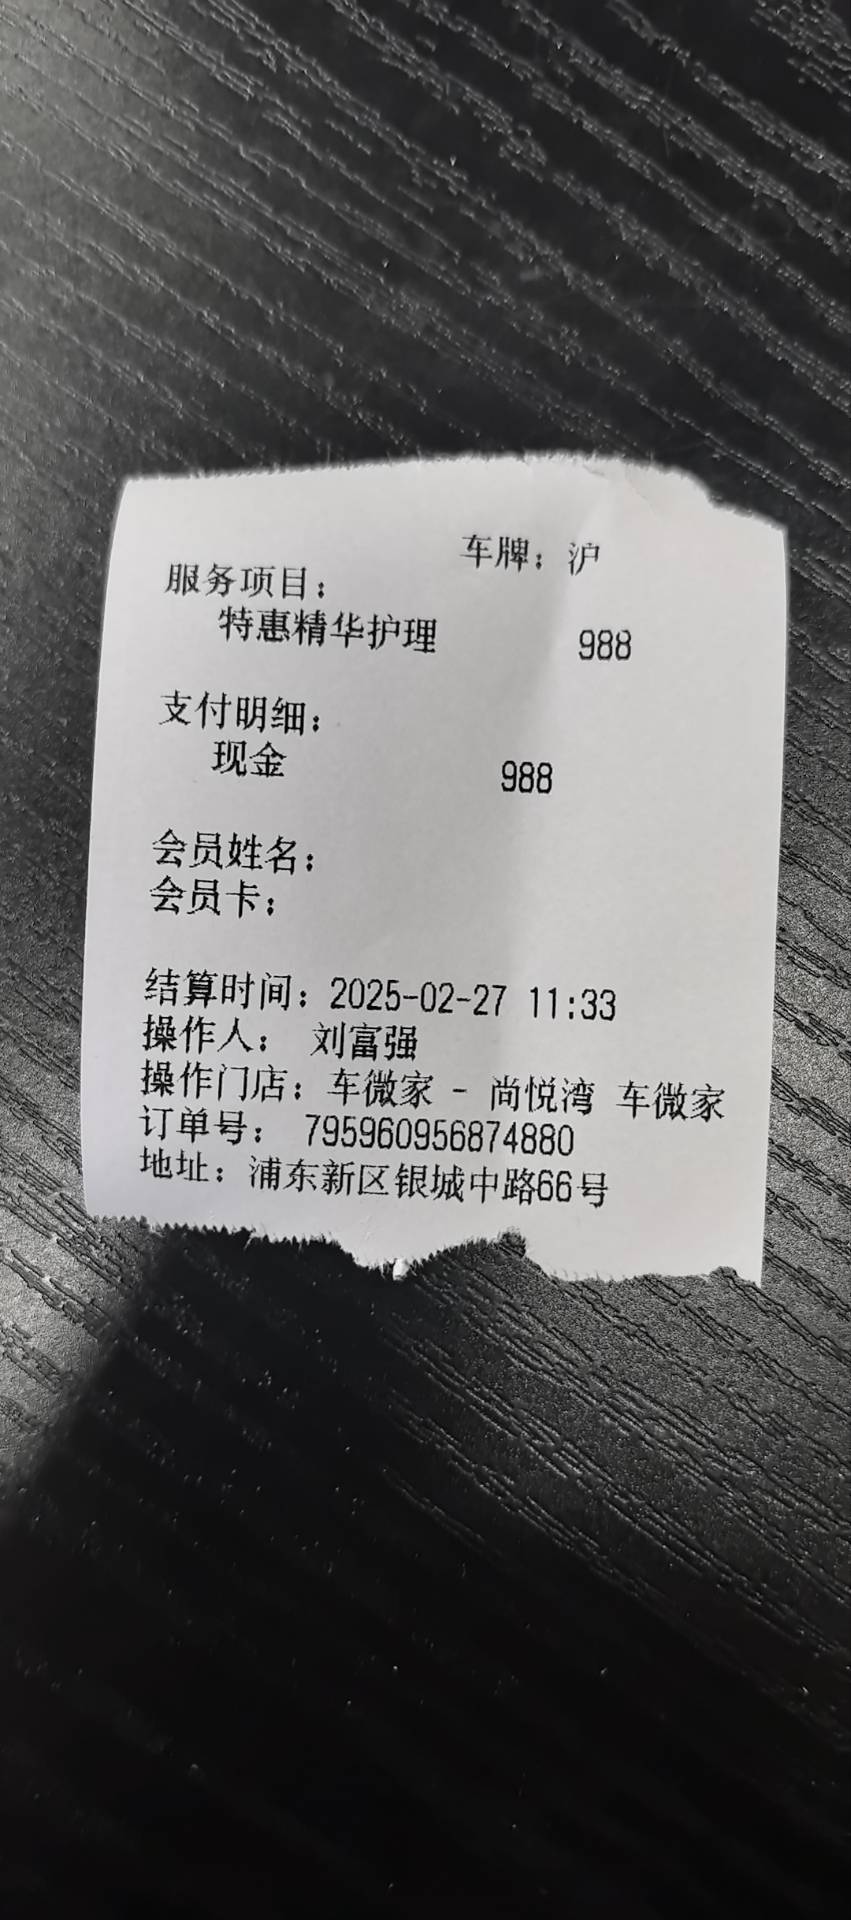 车牌：沪
服务项目：
特惠精华护理 988
支付明细：
现金 988
会员姓名：
会员卡：
结算时间：2025-02-27 11:33
操作人： 刘富强
操作门店：车微家 - 尚悦湾 车微家
订单号： 795960956874880
地址：浦东新区银城中路66号